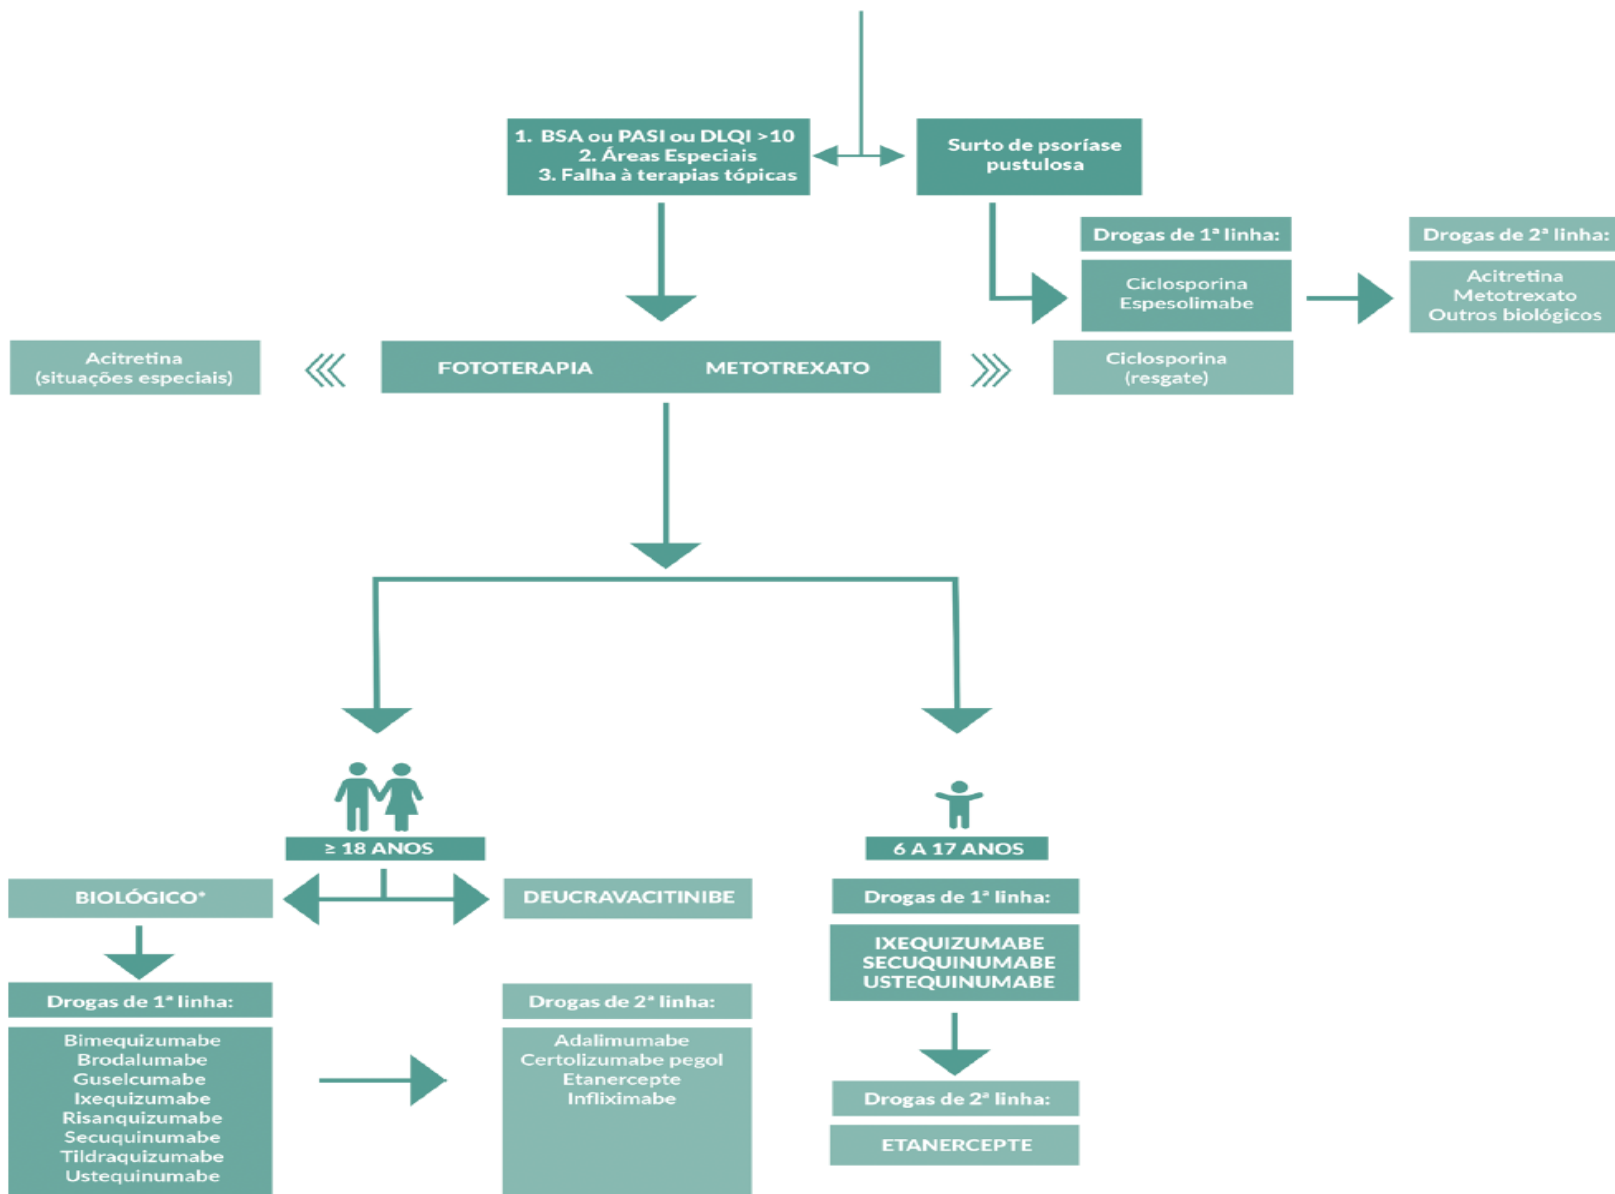 1. BSA ou PASI ou DLQI >10
2. Áreas Especiais
3. Falha à terapias tópicas
Surto de psoríase
pustulosa
Drogas de 1ª linha:
Ciclosporina
Espesolimabe
Drogas de 2ª linha:
Acitretina
Metotrexato
Outros biológicos
Acitretina
(situações especiais)
FOTOTERAPIA METOTREXATO
Ciclosporina
(resgate)
≥ 18 ANOS
BIOLÓGICO*
DEUCRAVACITINIBE
Drogas de 1ª linha:
Bimequizumabe
Brodalumabe
Guselcumabe
Ixequizumabe
Risanquizumabe
Secuquinumabe
Tildraquizumabe
Ustequinumabe
Drogas de 2ª linha:
Adalimumabe
Certolizumabe pegol
Etanercepte
Infliximabe
6 A 17 ANOS
Drogas de 1ª linha:
IXEQUIZUMABE
SECUQUINUMABE
USTEQUINUMABE
Drogas de 2ª linha:
ETANERCEPTE